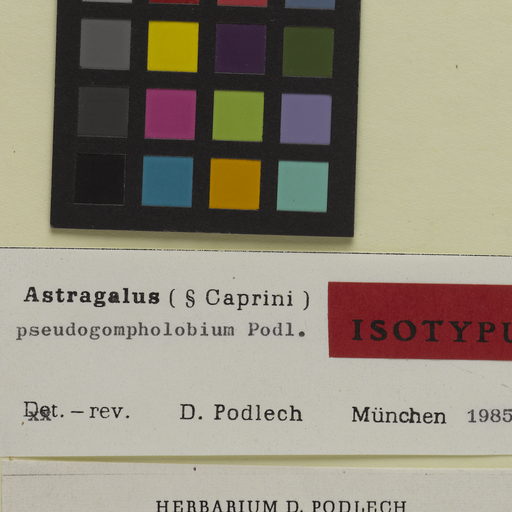 Astragalus ( § Caprini )
pseudogompholobium Podl.
ISOTYPU
Det. – rev. D. Podlech München 1985
HERBARIUM D. PODLECH